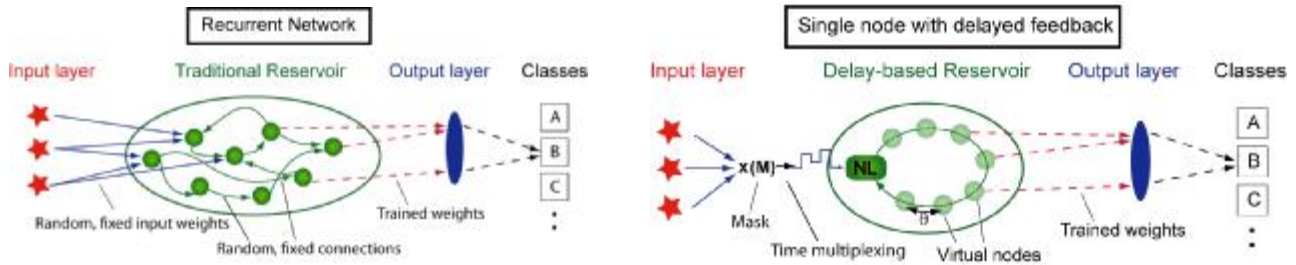 Recurrent Network
Input layer
Traditional Reservoir
Output layer
Classes
A
B
C
Random, fixed input weights
Random, fixed connections
Trained weights
Single node with delayed feedback
Input layer
Delay-based Reservoir
Output layer
Classes
x (M)
NL
θ
A
B
C
Mask
Time multiplexing
Virtual nodes
Trained weights